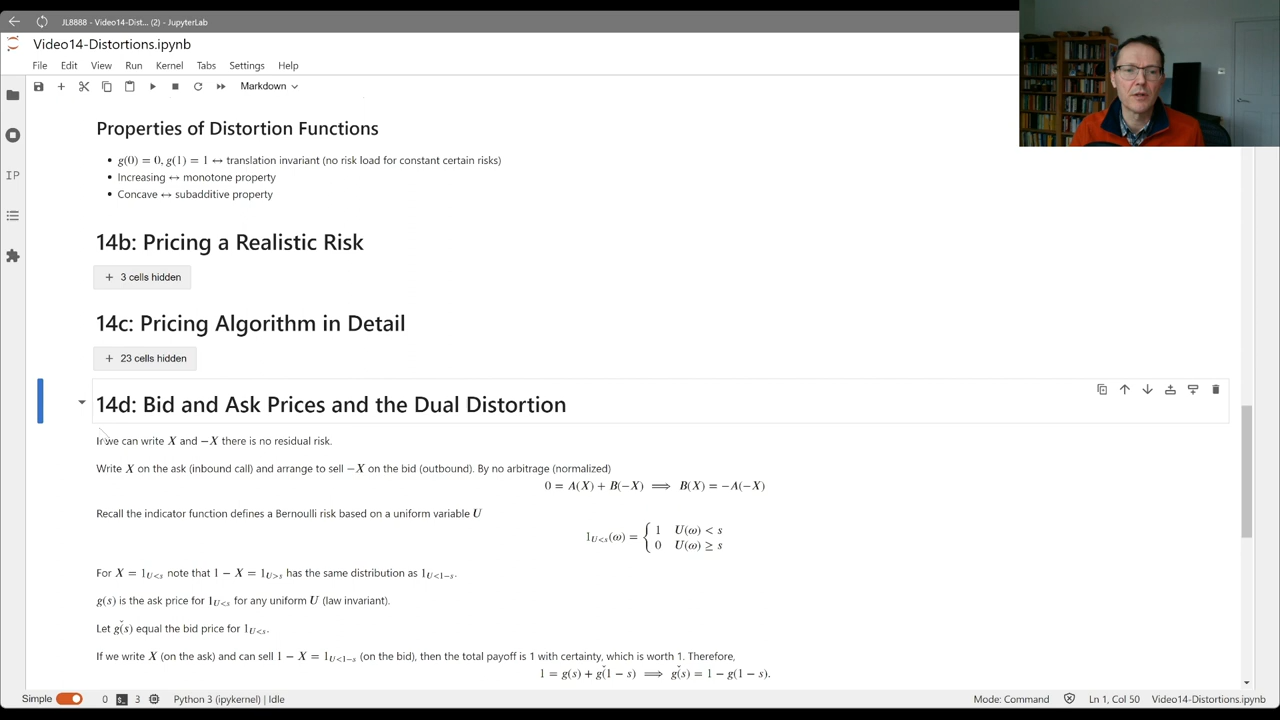 JL8888 - Video14-Dist... (2) - JupyterLab
Video14-Distortions.ipynb
File Edit View Run Kernel Tabs Settings Help
Markdown
Properties of Distortion Functions
• g(0) = 0, g(1) = 1 ↔ translation invariant (no risk load for constant certain risks)
• Increasing ↔ monotone property
• Concave ↔ subadditive property
14b: Pricing a Realistic Risk
+ 3 cells hidden
14c: Pricing Algorithm in Detail
+ 23 cells hidden
14d: Bid and Ask Prices and the Dual Distortion
If we can write X and −X there is no residual risk.
Write X on the ask (inbound call) and arrange to sell −X on the bid (outbound). By no arbitrage (normalized)
0 = A(X) + B(−X) ⟹ B(X) = −A(−X)
Recall the indicator function defines a Bernoulli risk based on a uniform variable U
1_{U<s}(ω) = { 1 U(ω) < s
0 U(ω) ≥ s
For X = 1_{U<s} note that 1 − X = 1_{U>s} has the same distribution as 1_{U<1−s}.
g(s) is the ask price for 1_{U<s} for any uniform U (law invariant).
Let ǧ(s) equal the bid price for 1_{U<s}.
If we write X (on the ask) and can sell 1 − X = 1_{U<1−s} (on the bid), then the total payoff is 1 with certainty, which is worth 1. Therefore,
1 = g(s) + ǧ(1 − s) ⟹ ǧ(s) = 1 − g(1 − s).
Simple 0 3 Python 3 (ipykernel) | Idle Mode: Command Ln 1, Col 50 Video14-Distortions.ipynb